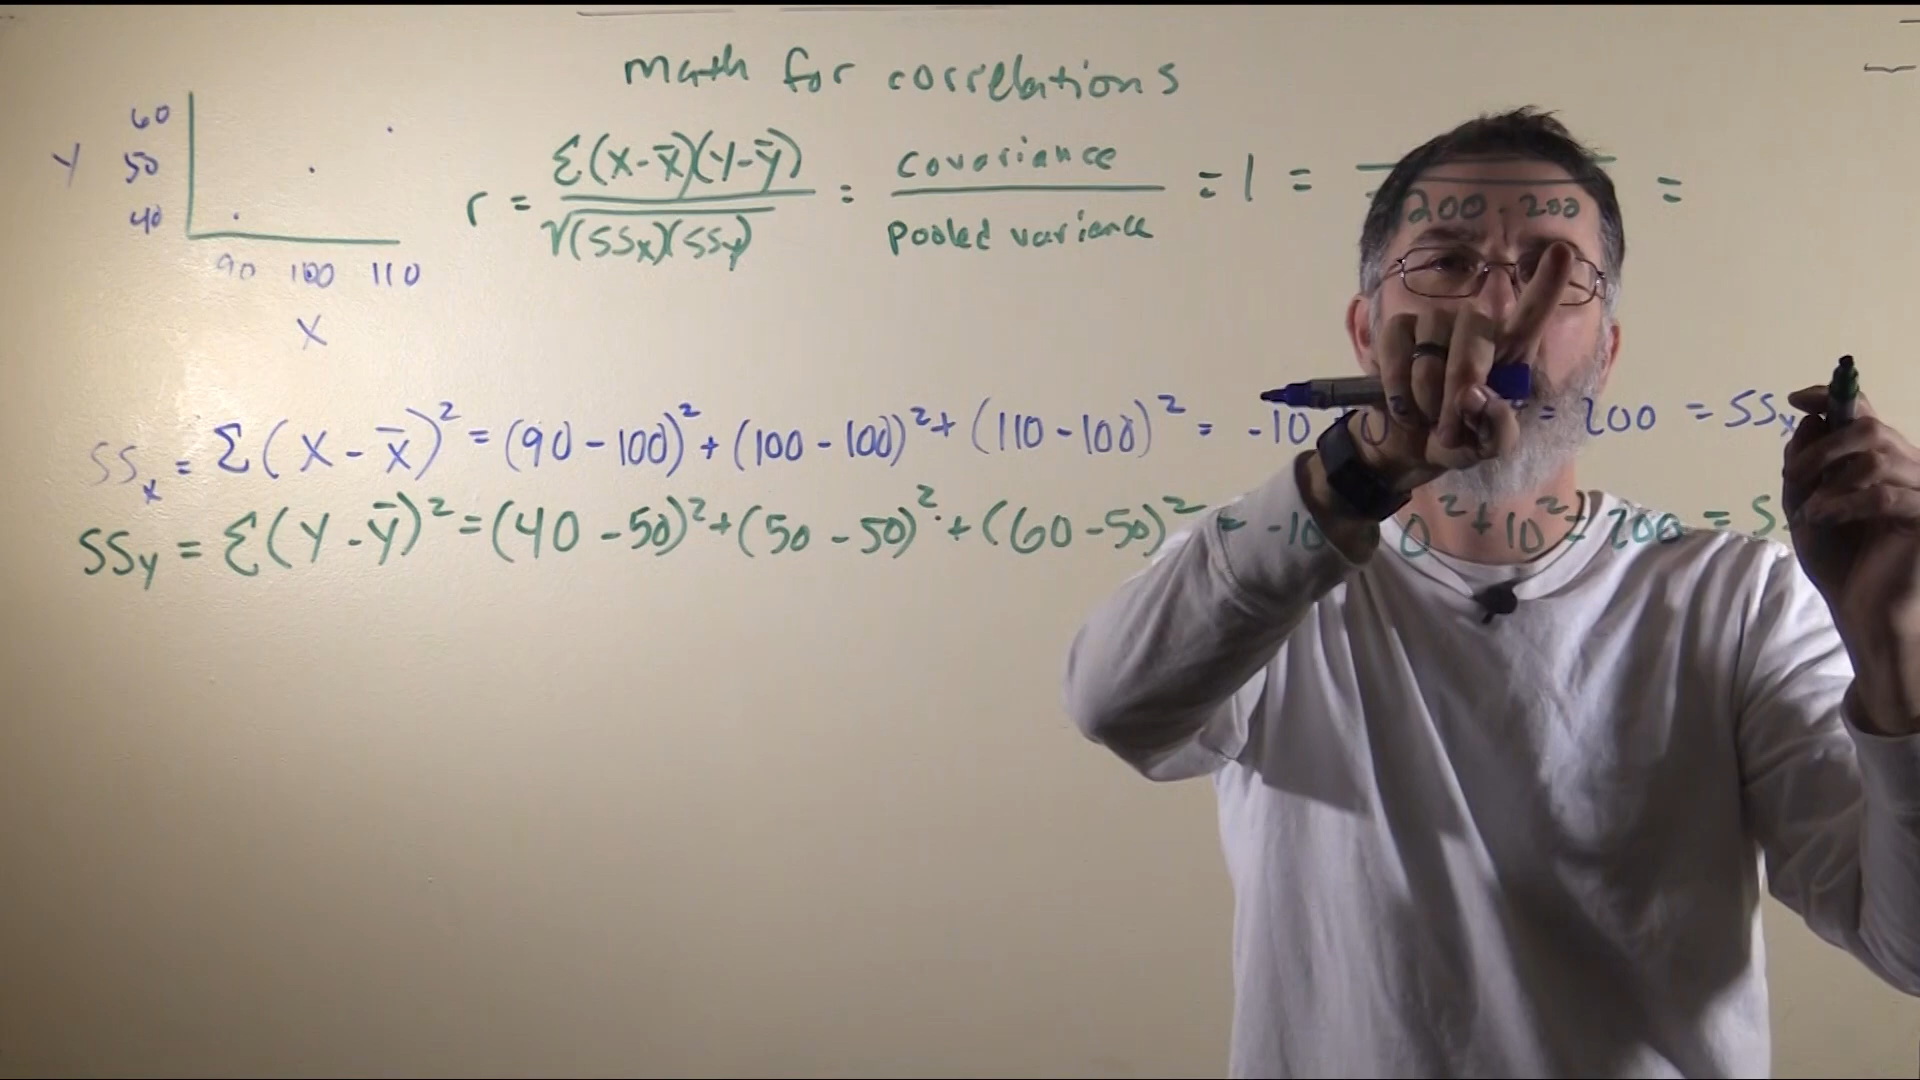 math for correlations
60
Y 50
40
90 100 110
X
r = Σ(X-X̄)(Y-Ȳ) / √(SSx)(SSy) = covariance / pooled variance = 1 = 200 · 200 =
SSx = Σ(X-X̄)² = (90-100)² + (100-100)² + (110-100)² = -10 0² = 200 = SSx
SSy = Σ(Y-Ȳ)² = (40-50)² + (50-50)² + (60-50)² = -10 0² + 10² = 200 = S